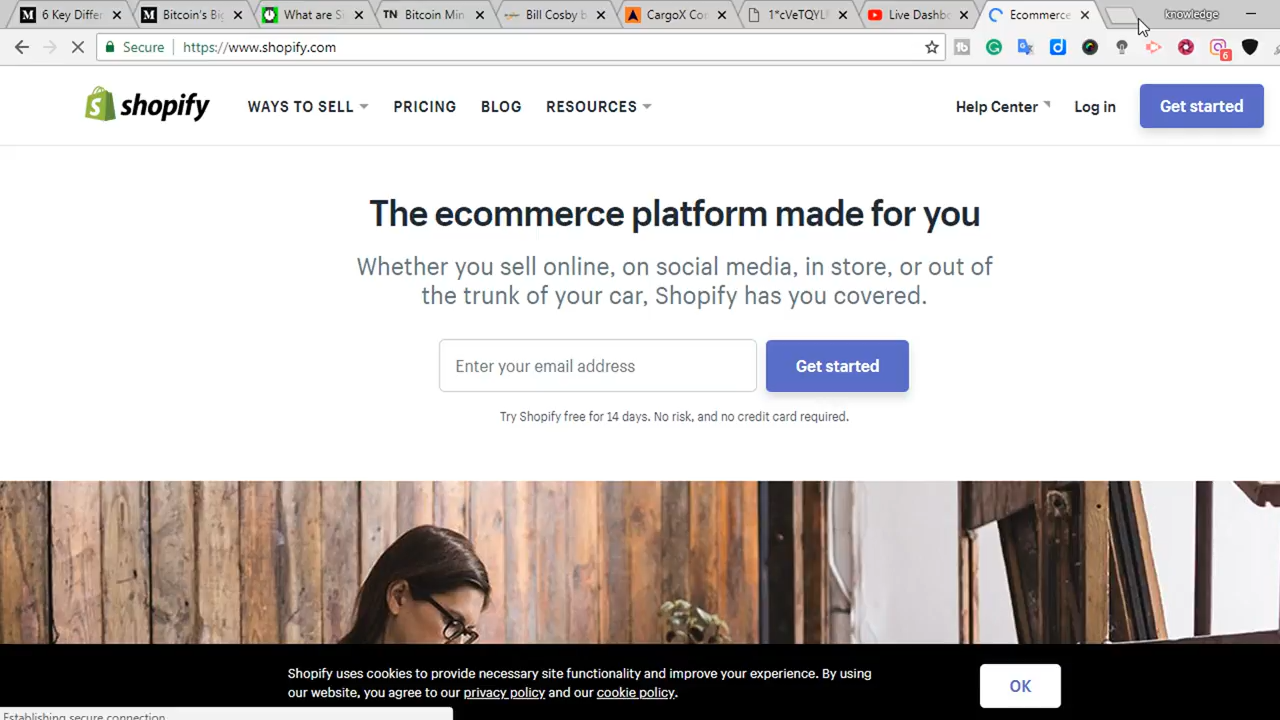 6 Key Differ
Bitcoin's Big
What are S
TN Bitcoin Min
Bill Cosby b
CargoX Co
1*cVeTQYL
Live Dashb
Ecommerce
knowledge
Secure https://www.shopify.com
6
shopify WAYS TO SELL PRICING BLOG RESOURCES Help Center Log in Get started
The ecommerce platform made for you
Whether you sell online, on social media, in store, or out of
the trunk of your car, Shopify has you covered.
Enter your email address Get started
Try Shopify free for 14 days. No risk, and no credit card required.
Shopify uses cookies to provide necessary site functionality and improve your experience. By using
our website, you agree to our privacy policy and our cookie policy.
OK
Establishing secure connection